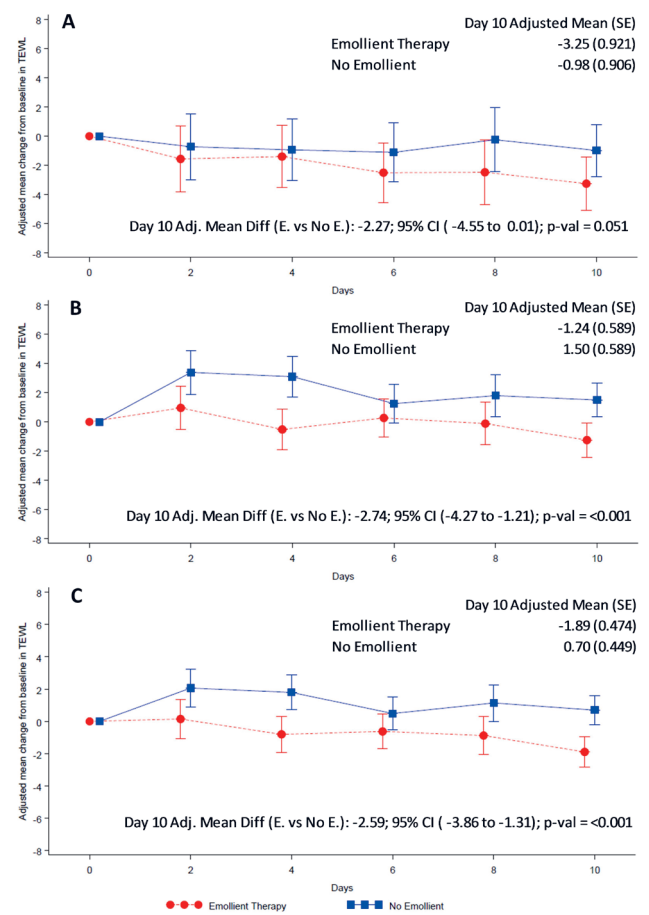 A
Day 10 Adjusted Mean (SE)
Emollient Therapy -3.25 (0.921)
No Emollient -0.98 (0.906)
Adjusted mean change from baseline in TEWL
8
6
4
2
0
-2
-4
-6
-8
Day 10 Adj. Mean Diff (E. vs No E.): -2.27; 95% CI ( -4.55 to 0.01); p-val = 0.051
0 2 4 6 8 10
Days
B
Day 10 Adjusted Mean (SE)
Emollient Therapy -1.24 (0.589)
No Emollient 1.50 (0.589)
Adjusted mean change from baseline in TEWL
8
6
4
2
0
-2
-4
-6
-8
Day 10 Adj. Mean Diff (E. vs No E.): -2.74; 95% CI (-4.27 to -1.21); p-val = <0.001
0 2 4 6 8 10
Days
C
Day 10 Adjusted Mean (SE)
Emollient Therapy -1.89 (0.474)
No Emollient 0.70 (0.449)
Adjusted mean change from baseline in TEWL
8
6
4
2
0
-2
-4
-6
-8
Day 10 Adj. Mean Diff (E. vs No E.): -2.59; 95% CI ( -3.86 to -1.31); p-val = <0.001
0 2 4 6 8 10
Days
Emollient Therapy No Emollient